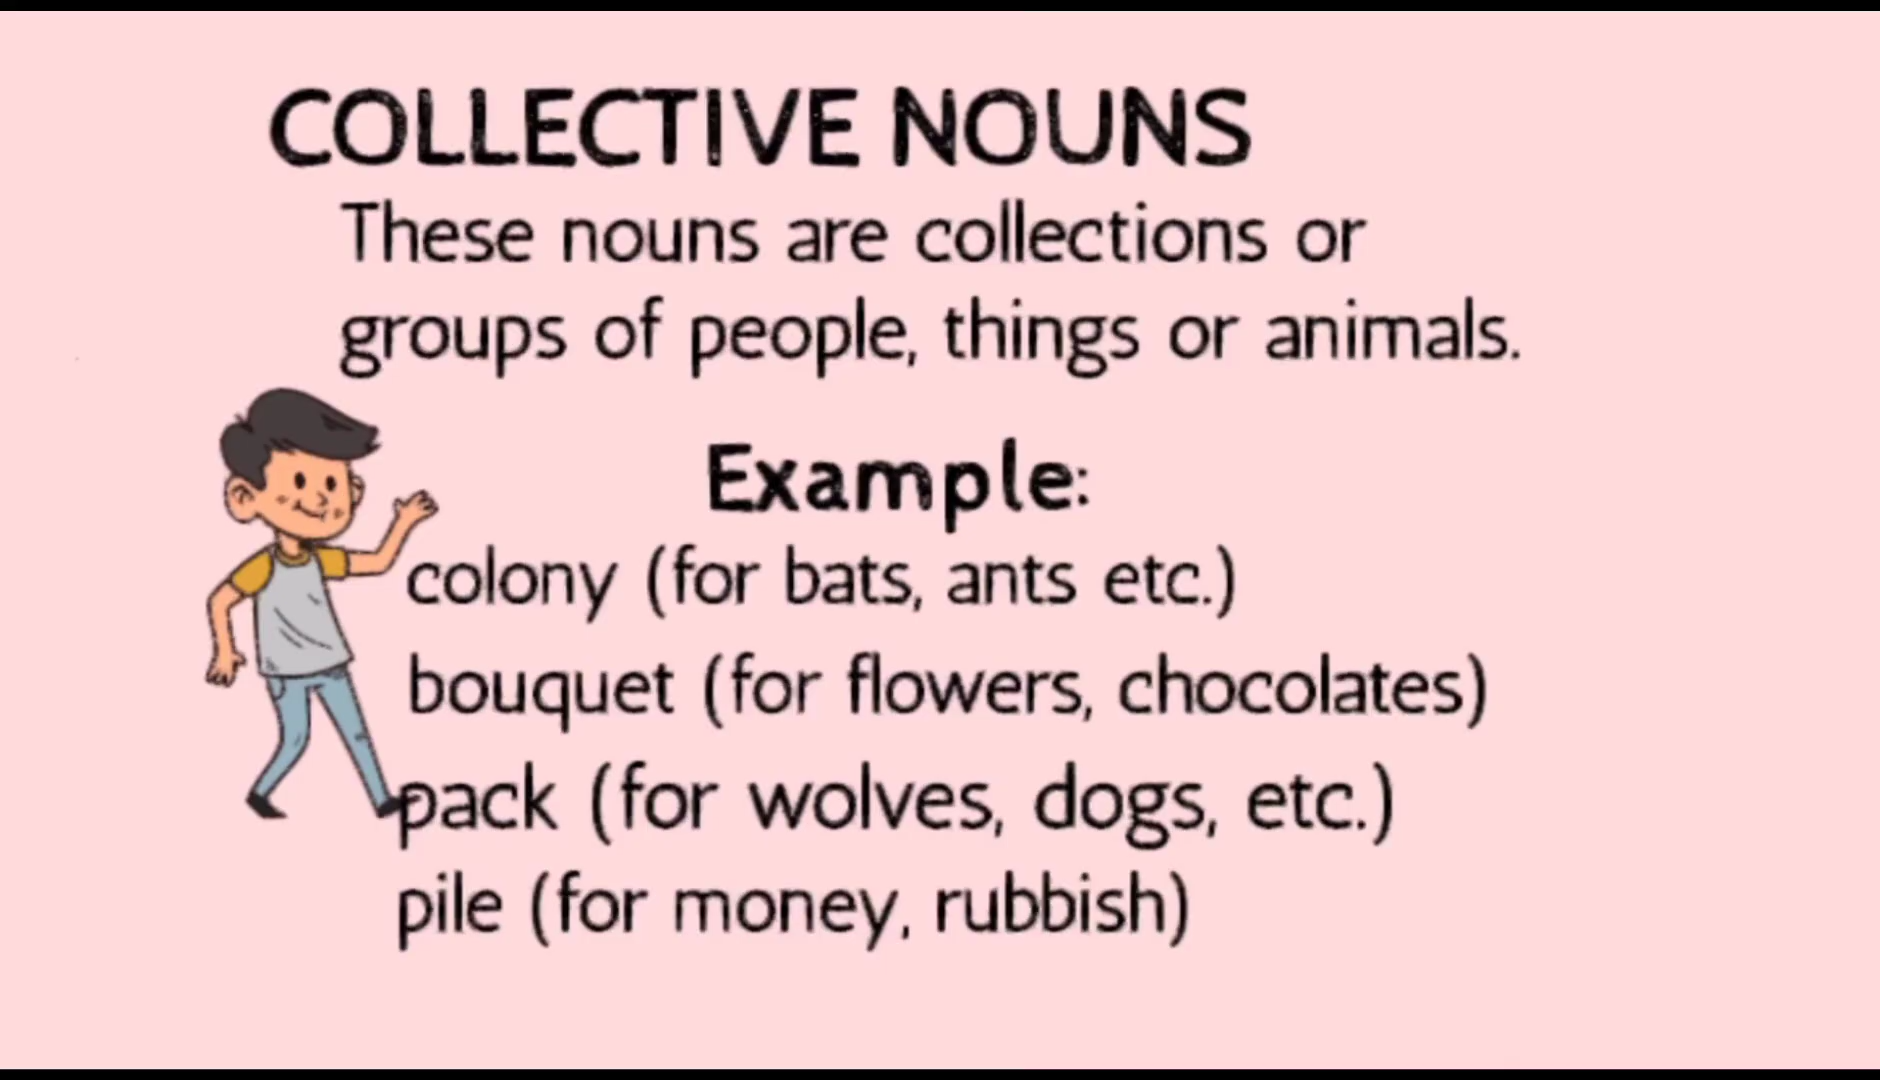 COLLECTIVE NOUNS
These nouns are collections or
groups of people, things or animals.
Example:
colony (for bats, ants etc.)
bouquet (for flowers, chocolates)
pack (for wolves, dogs, etc.)
pile (for money, rubbish)